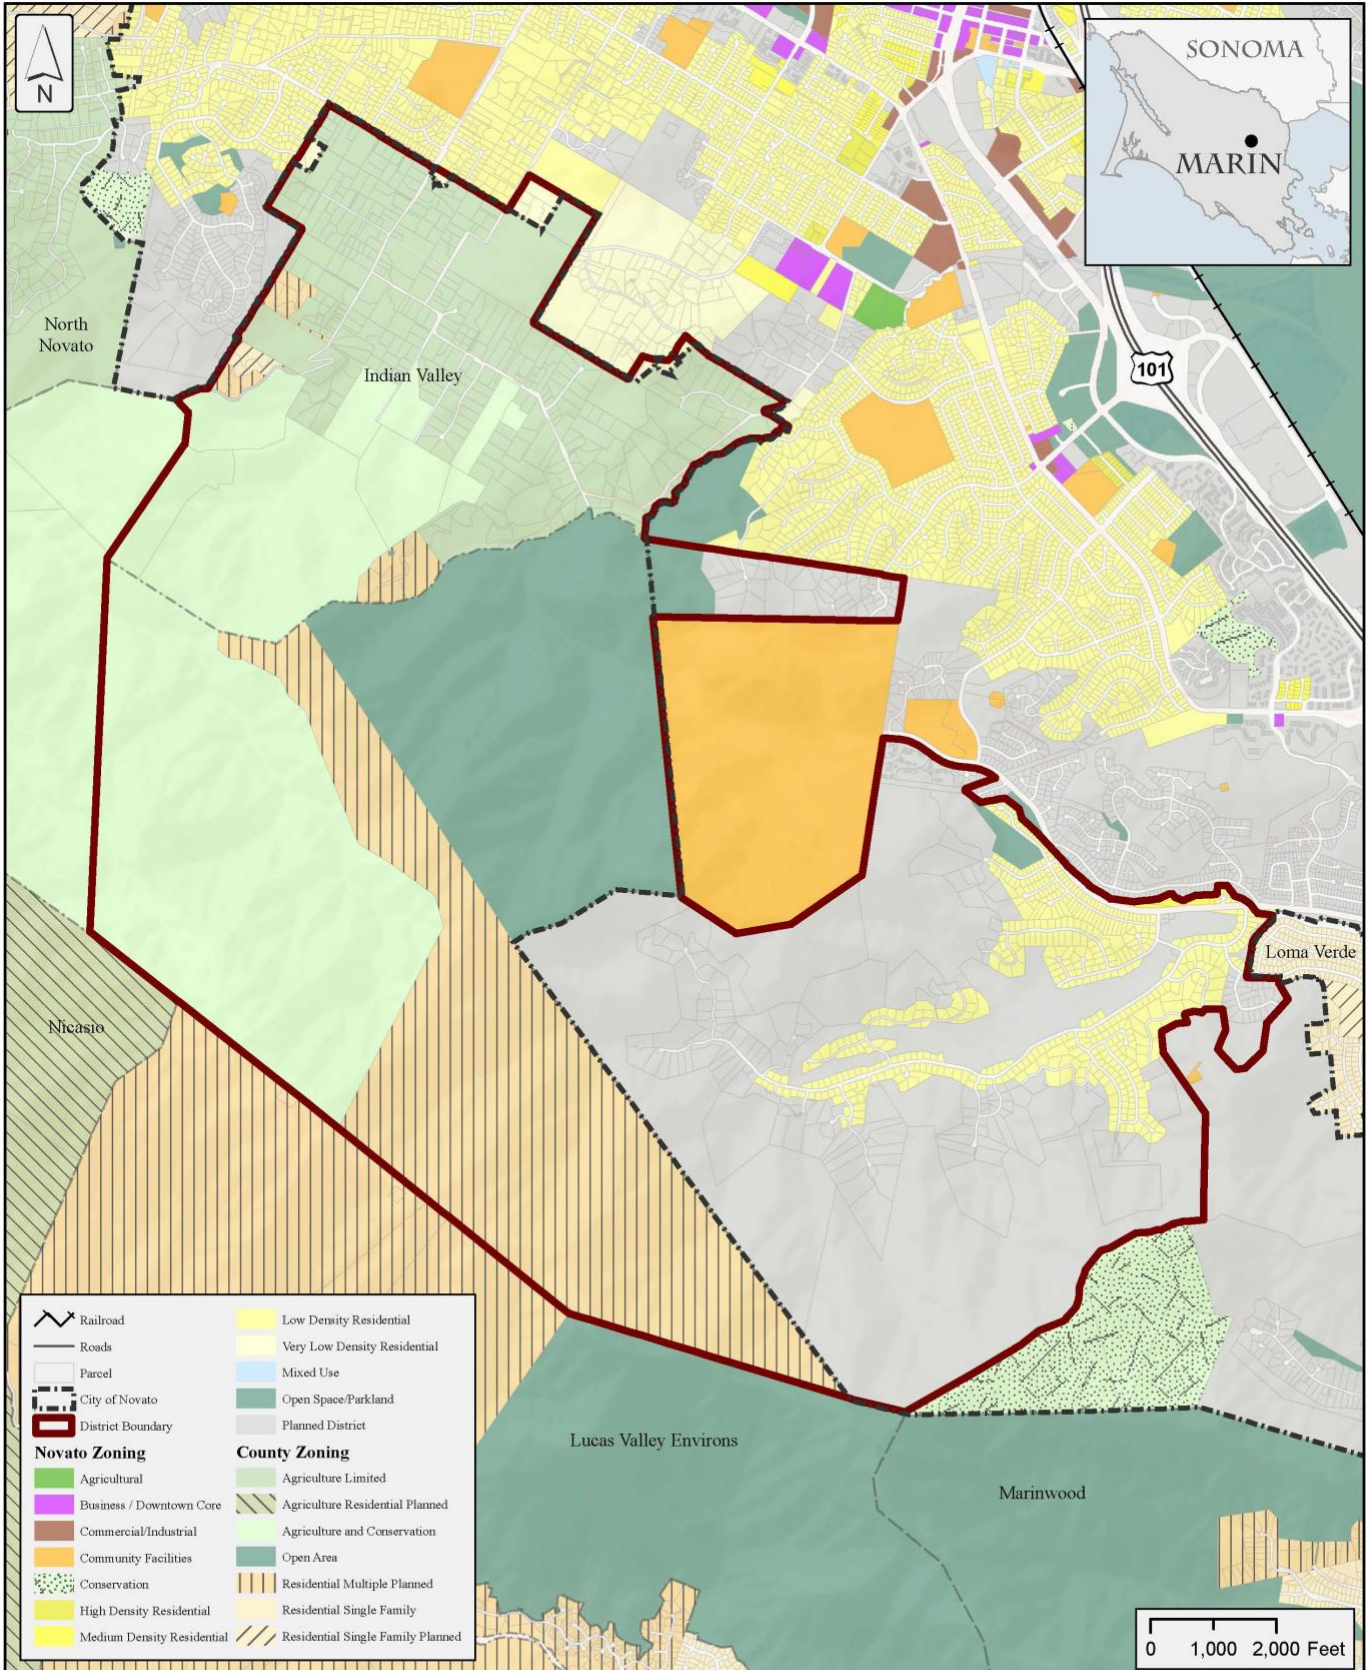 N
SONOMA
MARIN
North
Novato
Indian Valley
101
Loma Verde
Nicasio
Lucas Valley Environs
Marinwood
Railroad
Roads
Parcel
City of Novato
District Boundary
Novato Zoning
Agricultural
Business / Downtown Core
Commercial/Industrial
Community Facilities
Conservation
High Density Residential
Medium Density Residential
Low Density Residential
Very Low Density Residential
Mixed Use
Open Space/Parkland
Planned District
County Zoning
Agriculture Limited
Agriculture Residential Planned
Agriculture and Conservation
Open Area
Residential Multiple Planned
Residential Single Family
Residential Single Family Planned
0 1,000 2,000 Feet